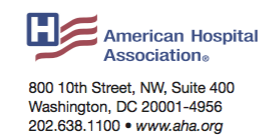 H American Hospital
Association®
800 10th Street, NW, Suite 400
Washington, DC 20001-4956
202.638.1100 • www.aha.org